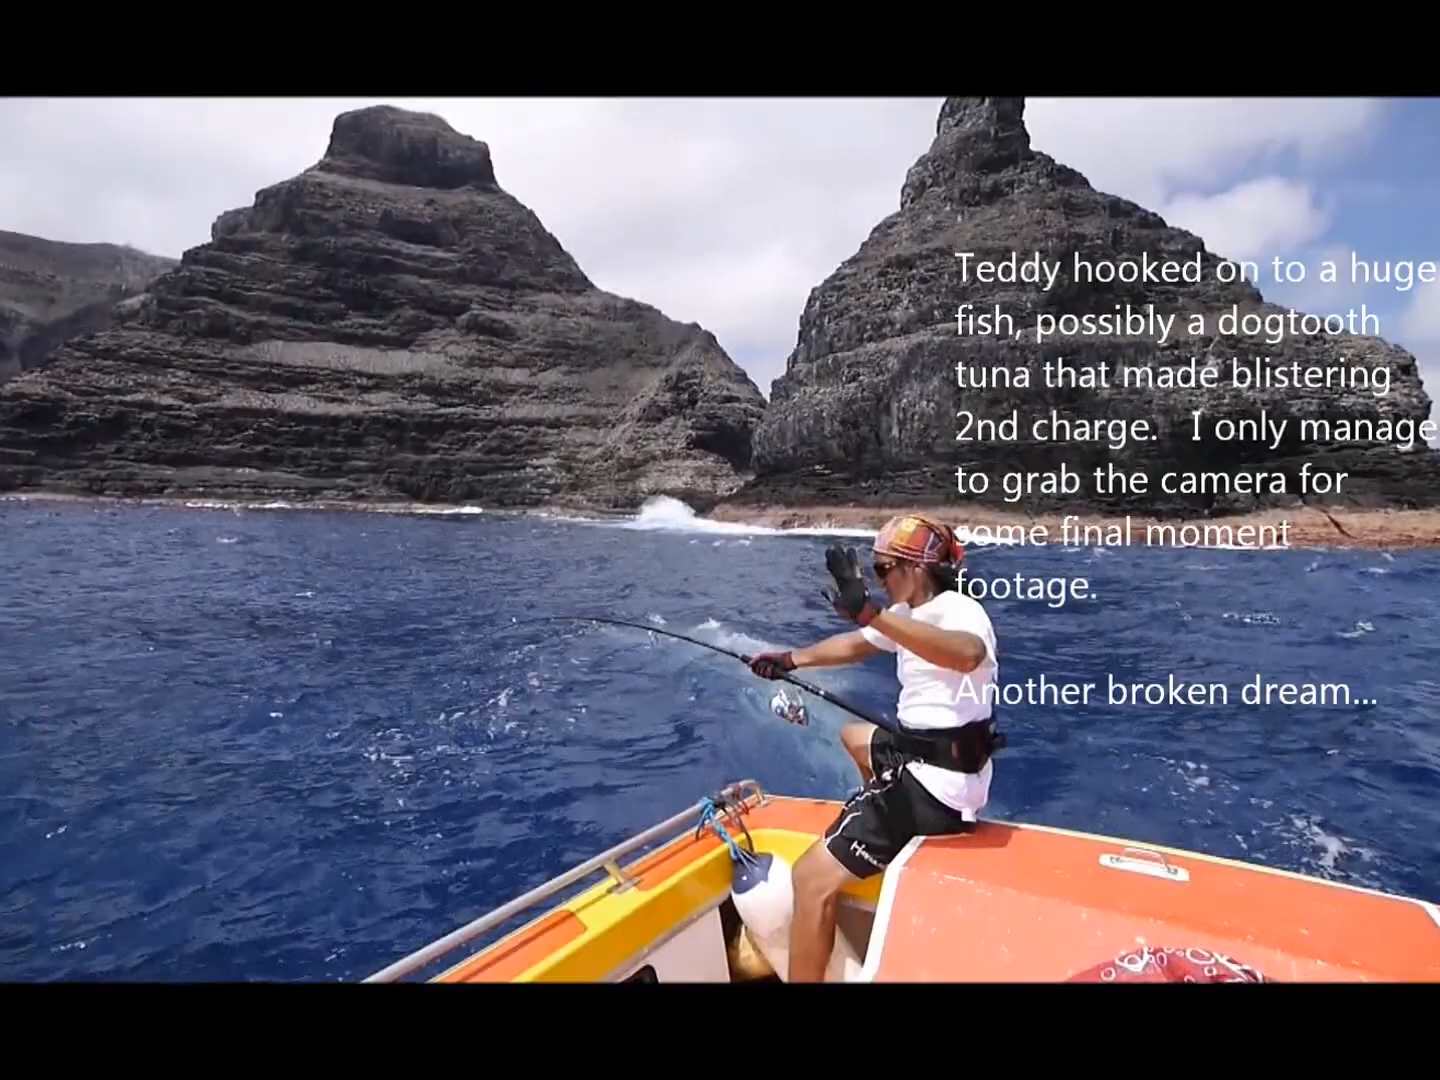 Teddy hooked on to a huge
fish, possibly a dogtooth
tuna that made blistering
2nd charge.   I only manage
to grab the camera for
some final moment
footage.
Another broken dream...